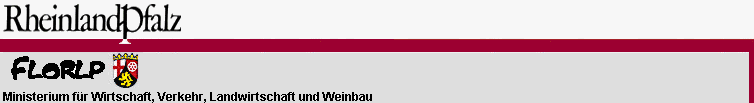 RheinlandPfalz
FLORLP
Ministerium für Wirtschaft, Verkehr, Landwirtschaft und Weinbau